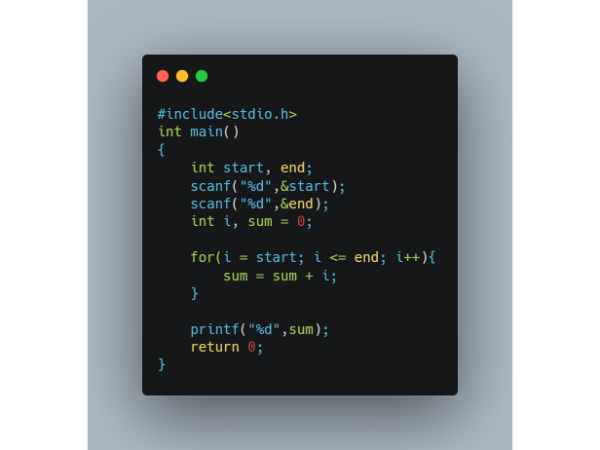 #include<stdio.h>
int main()
{
    int start, end;
    scanf("%d",&start);
    scanf("%d",&end);
    int i, sum = 0;

    for(i = start; i <= end; i++){
        sum = sum + i;
    }

    printf("%d",sum);
    return 0;
}